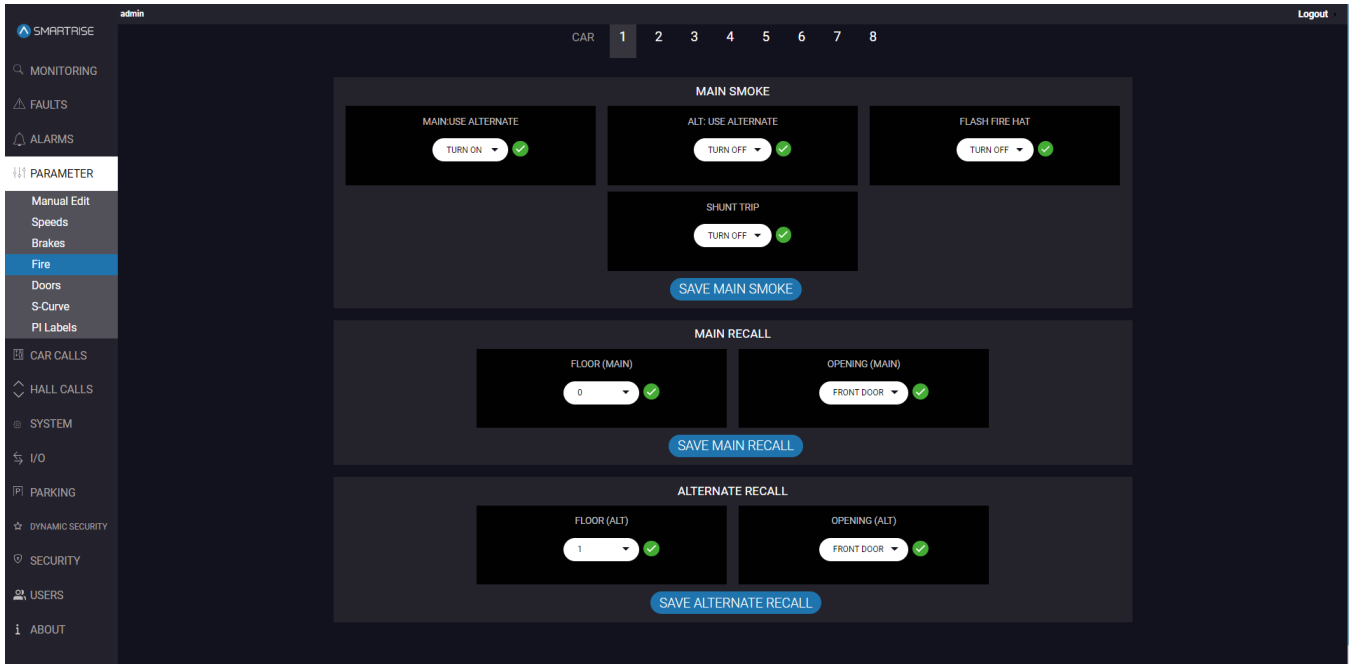 admin
Logout
SMARTRISE
CAR 1 2 3 4 5 6 7 8
MONITORING
FAULTS
ALARMS
PARAMETER
Manual Edit
Speeds
Brakes
Fire
Doors
S-Curve
PI Labels
CAR CALLS
HALL CALLS
SYSTEM
I/O
PARKING
DYNAMIC SECURITY
SECURITY
USERS
ABOUT
MAIN SMOKE
MAIN:USE ALTERNATE
TURN ON
ALT: USE ALTERNATE
TURN OFF
FLASH FIRE HAT
TURN OFF
SHUNT TRIP
TURN OFF
SAVE MAIN SMOKE
MAIN RECALL
FLOOR (MAIN)
0
OPENING (MAIN)
FRONT DOOR
SAVE MAIN RECALL
ALTERNATE RECALL
FLOOR (ALT)
1
OPENING (ALT)
FRONT DOOR
SAVE ALTERNATE RECALL